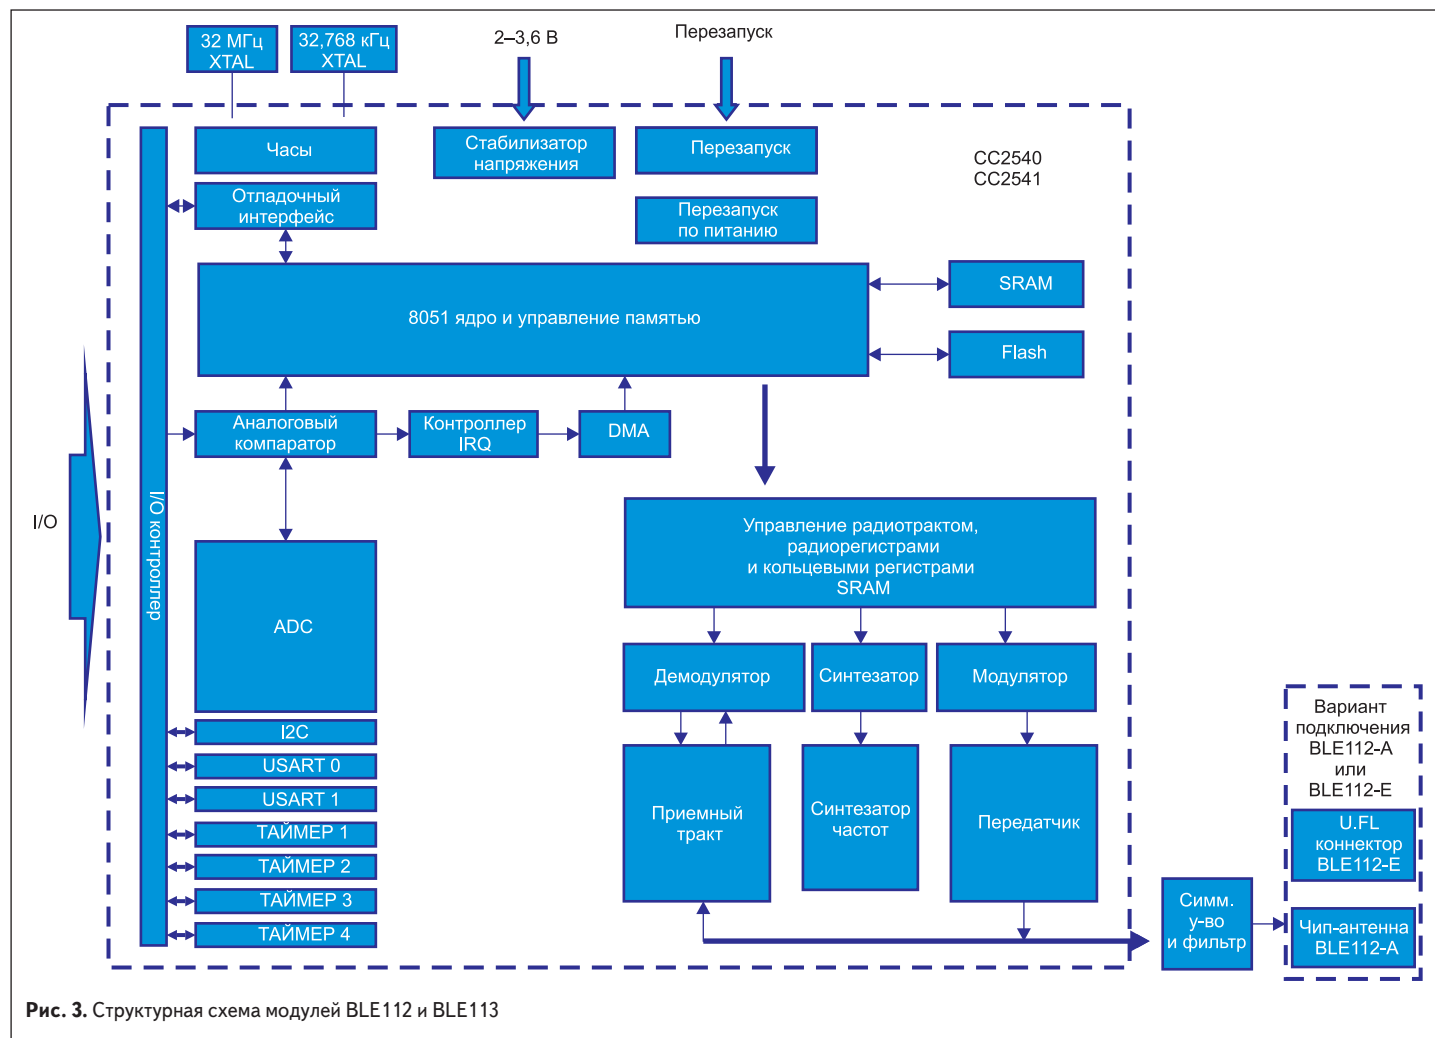 32 МГц
XTAL
32,768 кГц
XTAL
2–3,6 В
Перезапуск
Часы
Стабилизатор
напряжения
Перезапуск
CC2540
CC2541
Отладочный
интерфейс
Перезапуск
по питанию
8051 ядро и управление памятью
SRAM
Flash
Аналоговый
компаратор
Контроллер
IRQ
DMA
I/O
I/O контроллер
Управление радиотрактом,
радиорегистрами
и кольцевыми регистрами
SRAM
ADC
Демодулятор
Синтезатор
Модулятор
I2C
USART 0
USART 1
ТАЙМЕР 1
ТАЙМЕР 2
ТАЙМЕР 3
ТАЙМЕР 4
Приемный
тракт
Синтезатор
частот
Передатчик
Симм.
у-во
и фильтр
Вариант
подключения
BLE112-A
или
BLE112-E
U.FL
коннектор
BLE112-E
Чип-антенна
BLE112-A
Рис. 3. Структурная схема модулей BLE112 и BLE113